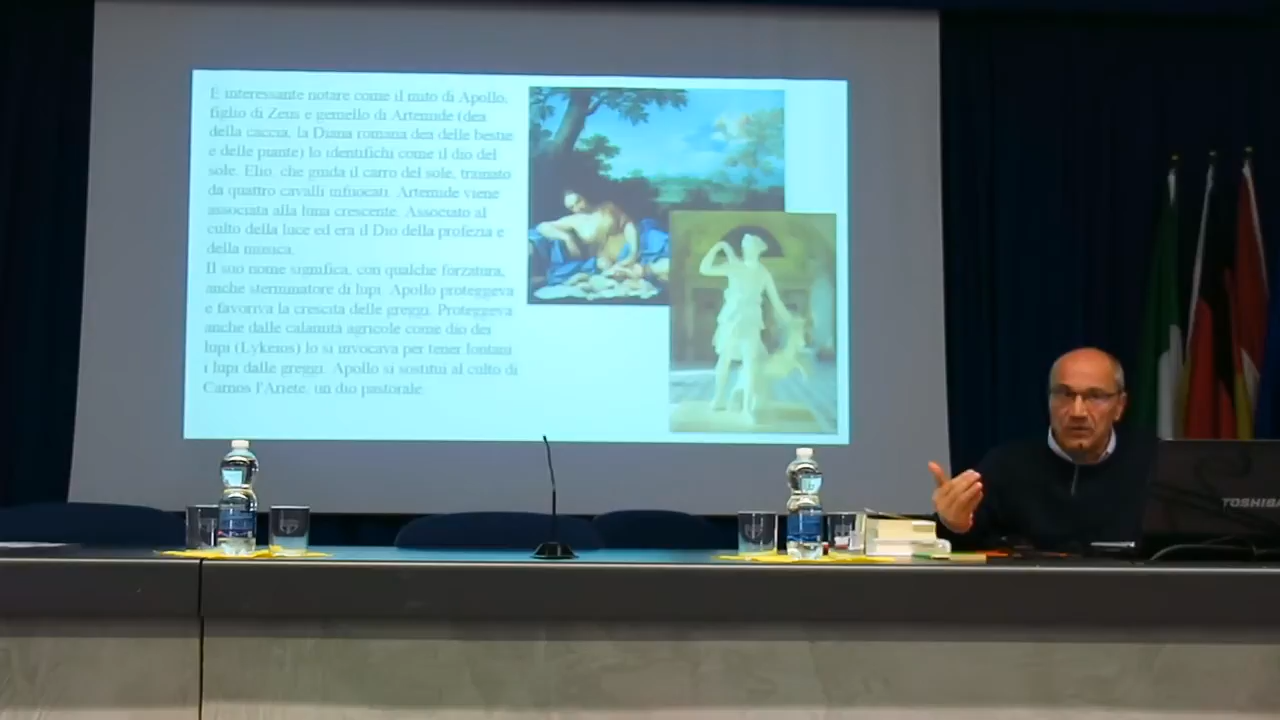 È interessante notare come il mito di Apollo,
figlio di Zeus e gemello di Artemide (dea
della caccia, la Diana romana dea delle bestie
e delle piante) lo identifichi come il dio del
sole. Elio, che guida il carro del sole, trainato
da quattro cavalli infuocati. Artemide viene
associata alla luna crescente. Associato al
culto della luce ed era il Dio della profezia e
della musica.
Il suo nome significa, con qualche forzatura,
anche sterminatore di lupi. Apollo proteggeva
e favoriva la crescita delle greggi. Proteggeva
anche dalle calamità agricole come dio dei
lupi (Lykeios) lo si invocava per tener lontani
i lupi dalle greggi. Apollo si sostituì al culto di
Carnos l'Ariete, un dio pastorale.
TOSHIBA